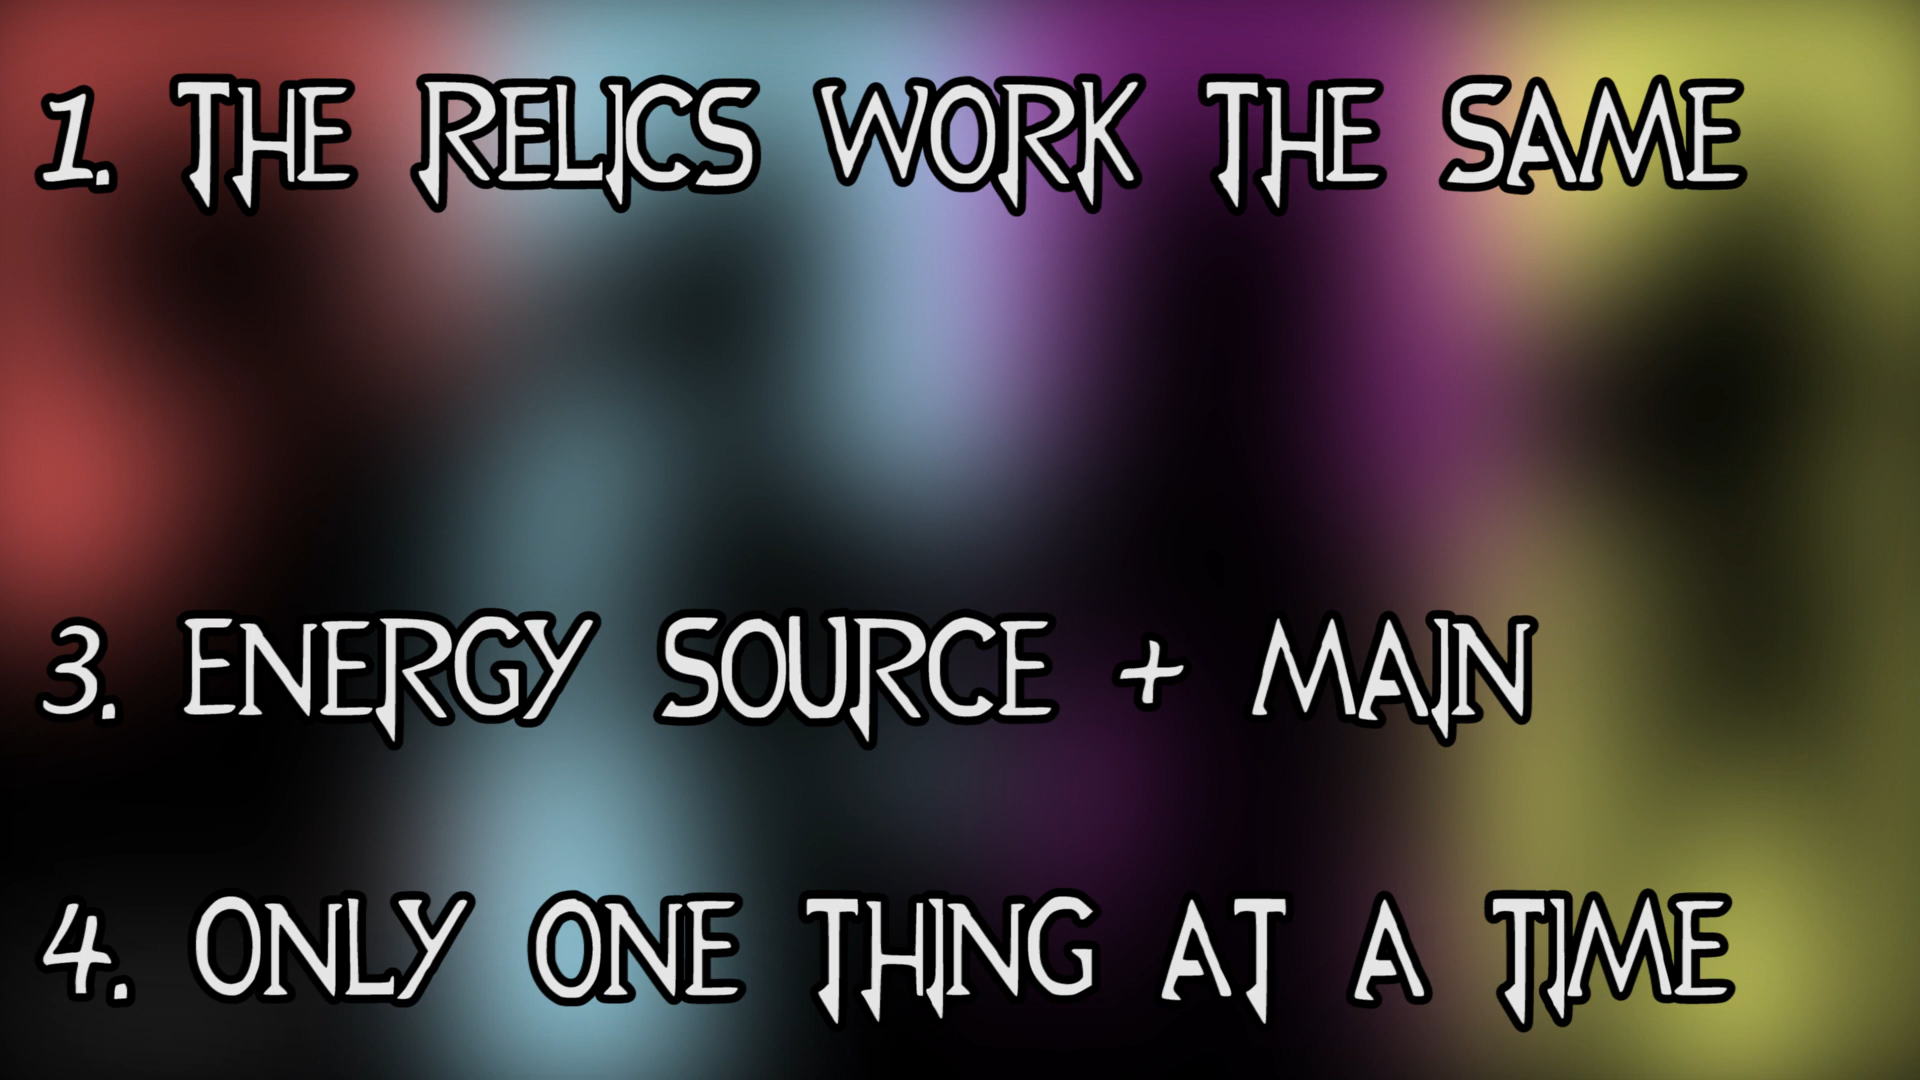 1. THE RELICS WORK THE SAME
3. ENERGY SOURCE + MAIN
4. ONLY ONE THING AT A TIME